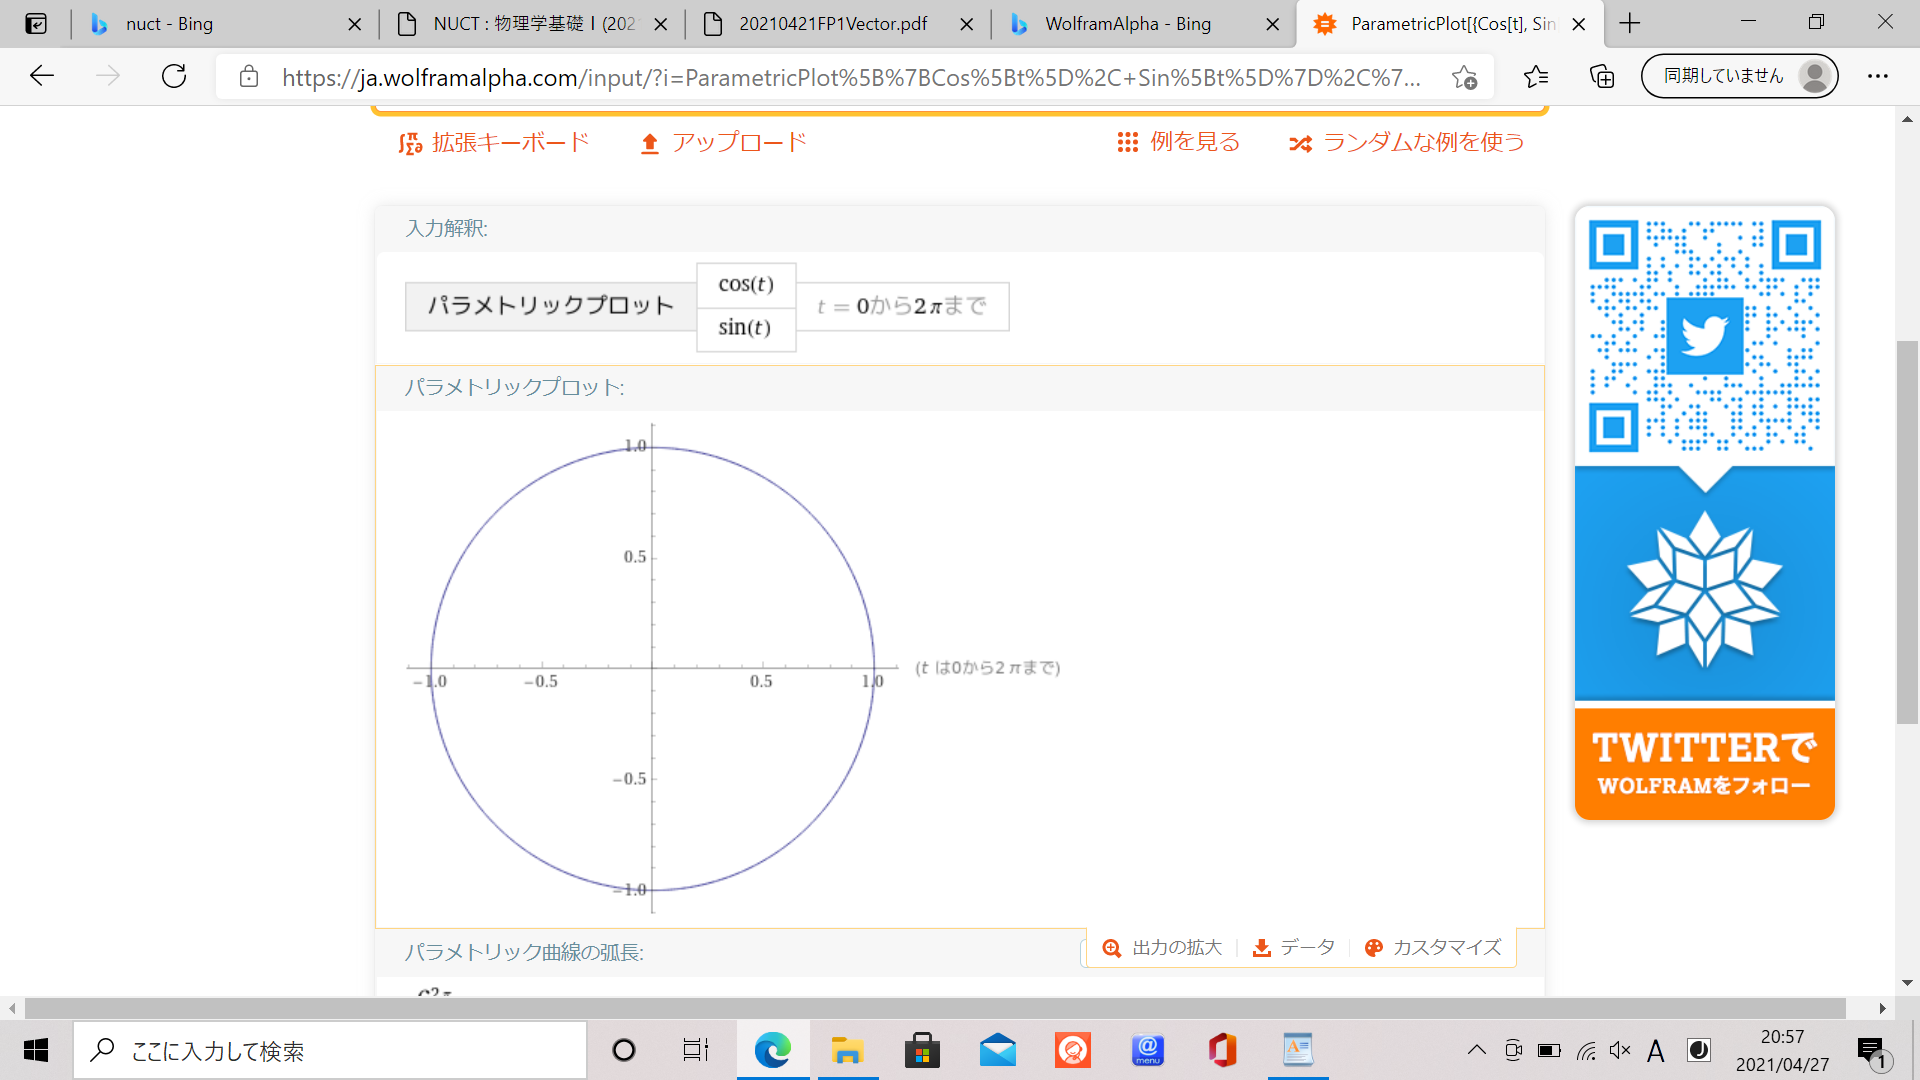 nuct - Bing
NUCT : 物理学基礎Ⅰ(202
20210421FP1Vector.pdf
WolframAlpha - Bing
ParametricPlot[{Cos[t], Sin
https://ja.wolframalpha.com/input/?i=ParametricPlot%5B%7BCos%5Bt%5D%2C+Sin%5Bt%5D%7D%2C%7...
同期していません
拡張キーボード
アップロード
例を見る
ランダムな例を使う
入力解釈:
パラメトリックプロット
cos(t)
sin(t)
t = 0から2 π まで
パラメトリックプロット:
1.0
0.5
-1.0
-0.5
0.5
1.0
(t は0から2 π まで)
-0.5
-1.0
出力の拡大
データ
カスタマイズ
パラメトリック曲線の弧長:
TWITTERで
WOLFRAMをフォロー
ここに入力して検索
@
menu
A
20:57
2021/04/27
1